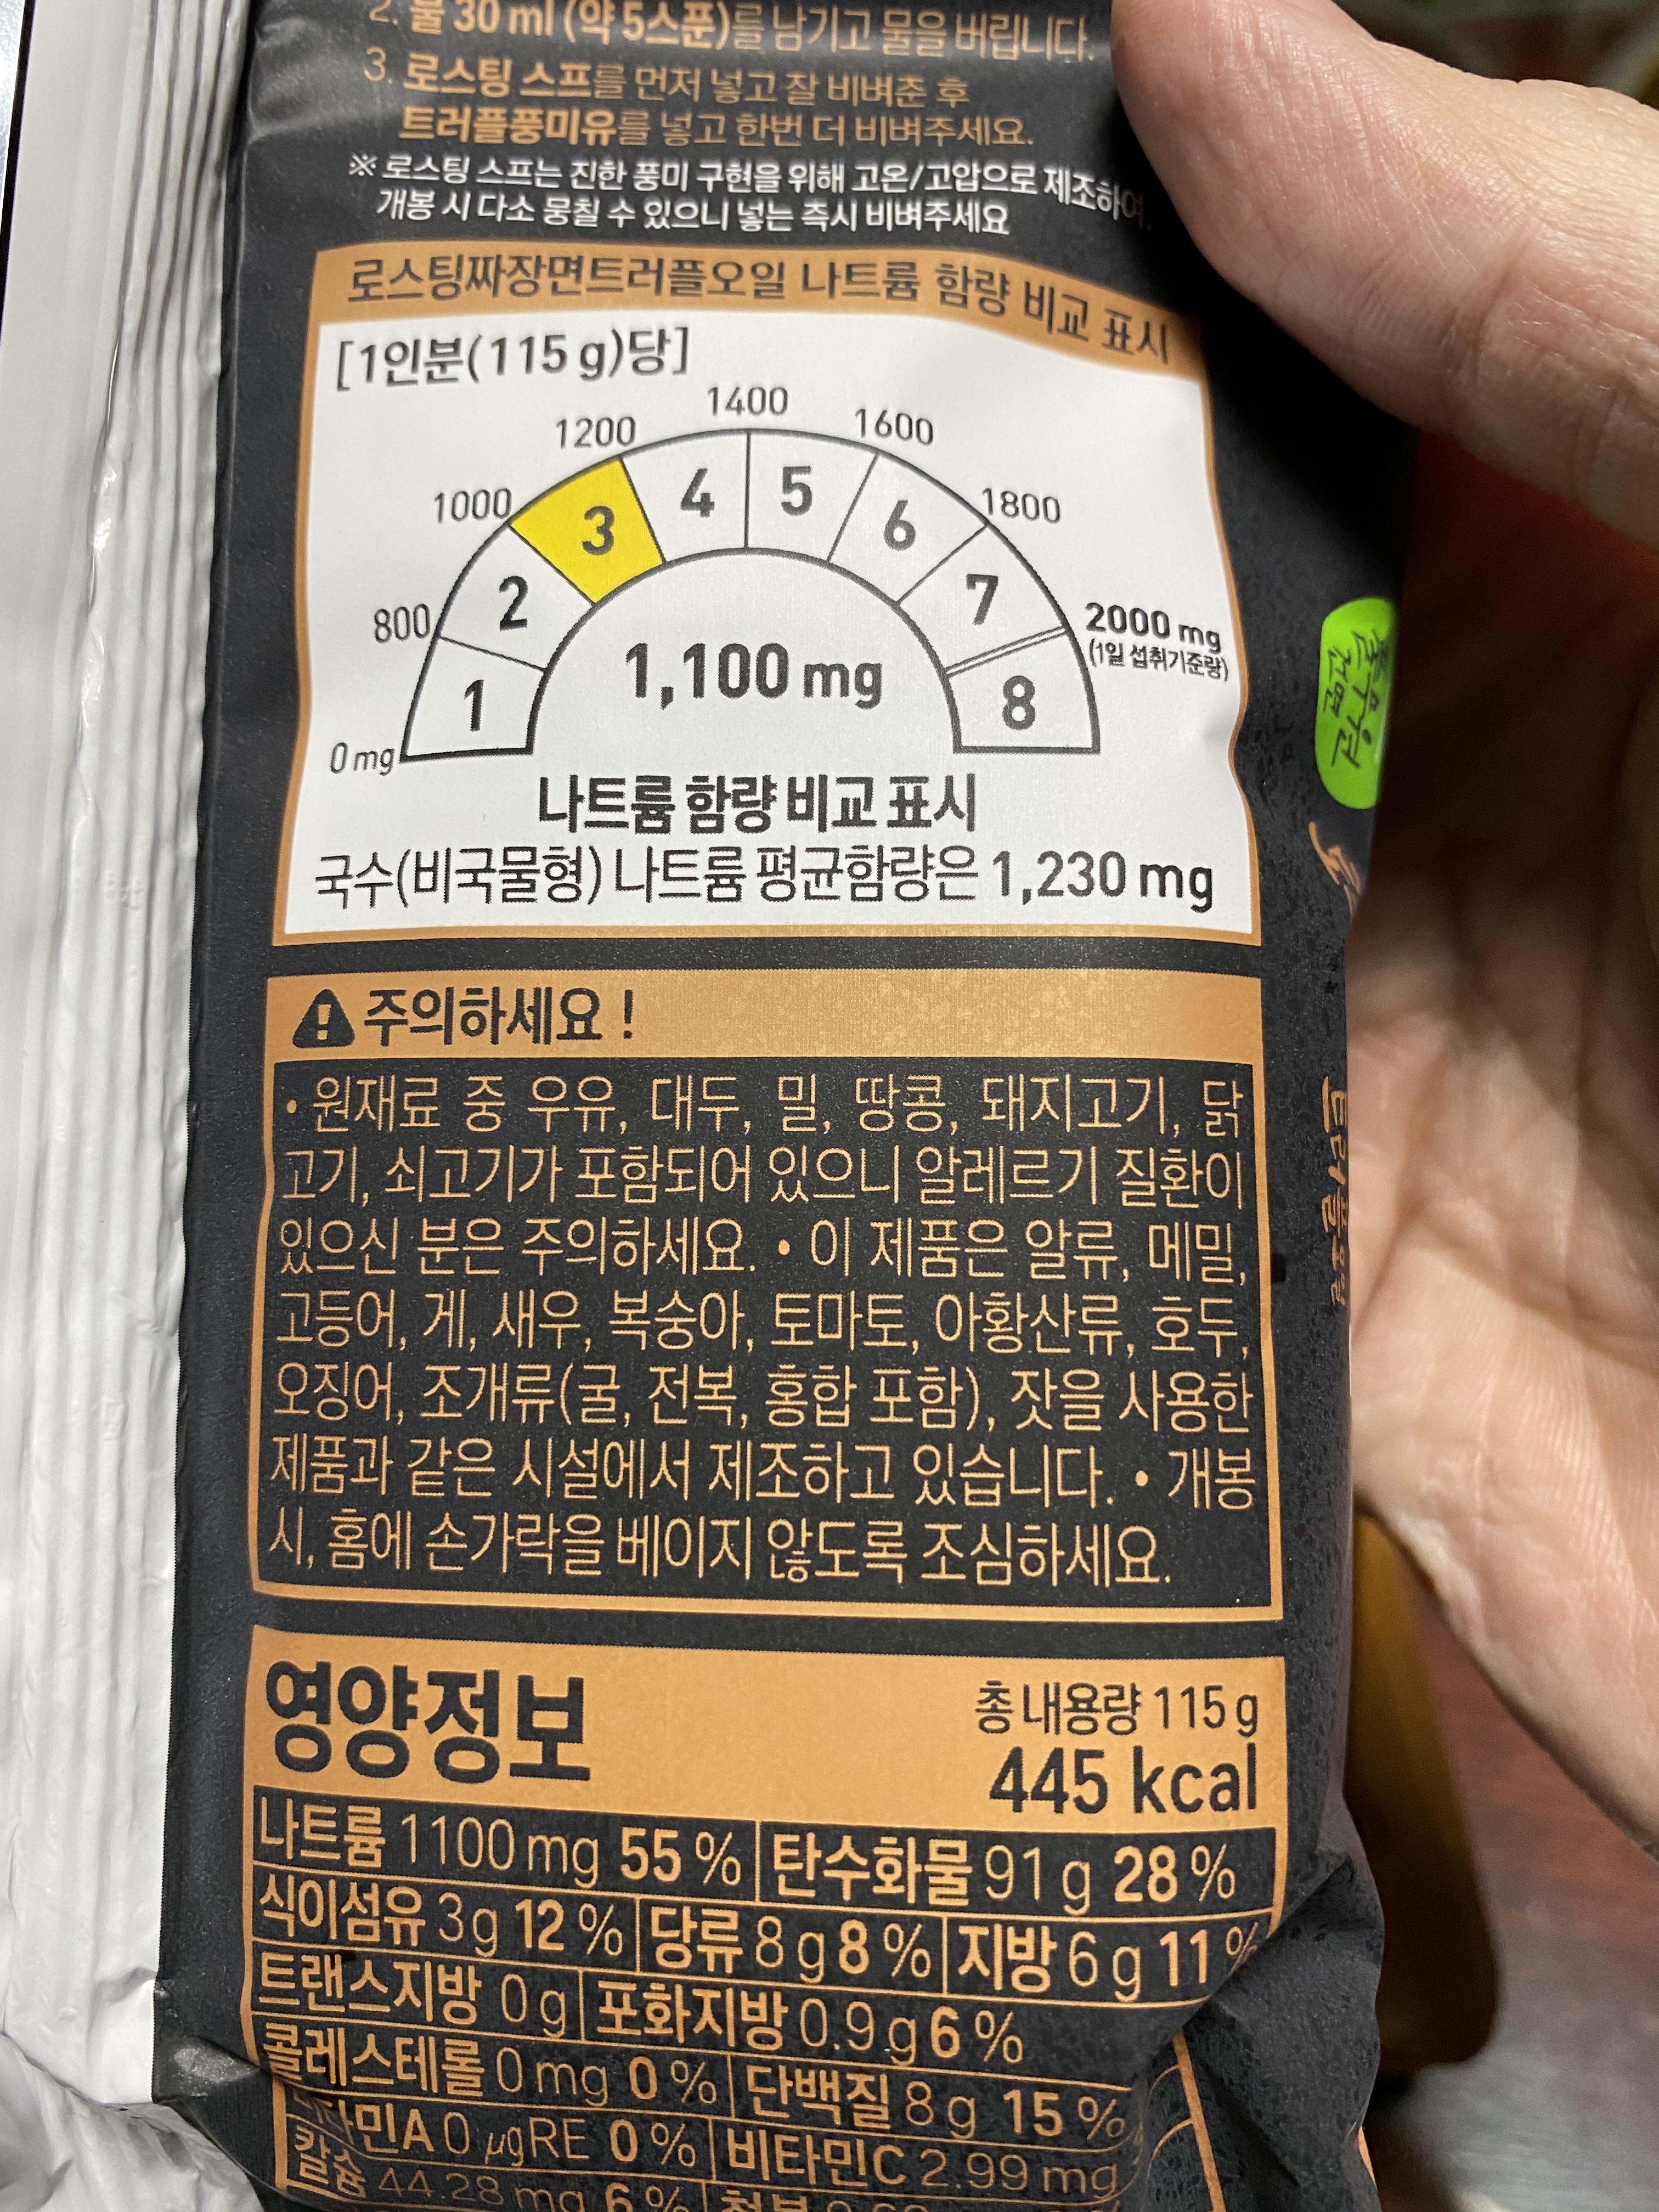 2. 물 30 ml (약 5스푼)를 남기고 물을 버립니다.
3. 로스팅 스프를 먼저 넣고 잘 비벼준 후
트러플풍미유를 넣고 한번 더 비벼주세요.
※ 로스팅 스프는 진한 풍미 구현을 위해 고온/고압으로 제조하여,
개봉 시 다소 뭉칠 수 있으니 넣는 즉시 비벼주세요
로스팅짜장면트러플오일 나트륨 함량 비교 표시
[1인분(115 g)당]
0 mg
800
1000
1200
1400
1600
1800
2000 mg
(1일 섭취기준량)
1
2
3
4
5
6
7
8
1,100 mg
나트륨 함량 비교 표시
국수(비국물형) 나트륨 평균함량은 1,230 mg
풀무원
건면
트러플오일
주의하세요 !
• 원재료 중 우유, 대두, 밀, 땅콩, 돼지고기, 닭
고기, 쇠고기가 포함되어 있으니 알레르기 질환이
있으신 분은 주의하세요. • 이 제품은 알류, 메밀,
고등어, 게, 새우, 복숭아, 토마토, 아황산류, 호두,
오징어, 조개류(굴, 전복, 홍합 포함), 잣을 사용한
제품과 같은 시설에서 제조하고 있습니다. • 개봉
시, 홈에 손가락을 베이지 않도록 조심하세요.
영양정보
총 내용량 115 g
445 kcal
나트륨 1100 mg 55 % 탄수화물 91 g 28 %
식이섬유 3 g 12 % 당류 8 g 8 % 지방 6 g 11 %
트랜스지방 0 g 포화지방 0.9 g 6 %
콜레스테롤 0 mg 0 % 단백질 8 g 15 %
비타민A 0 μgRE 0 % 비타민C 2.99 mg
칼슘 44.28 mg 6 %